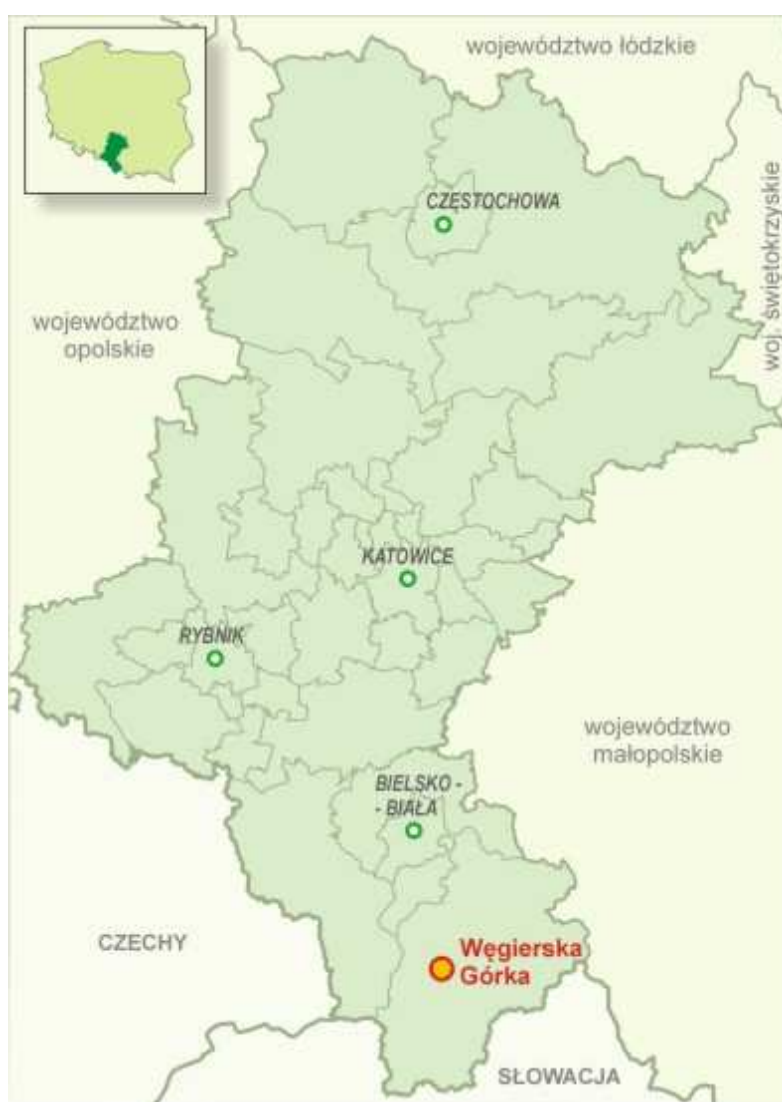 województwo łódzkie
woj. świętokrzyskie
CZĘSTOCHOWA
województwo
opolskie
KATOWICE
RYBNIK
województwo
małopolskie
BIELSKO -
- BIAŁA
CZECHY
Węgierska
Górka
SŁOWACJA